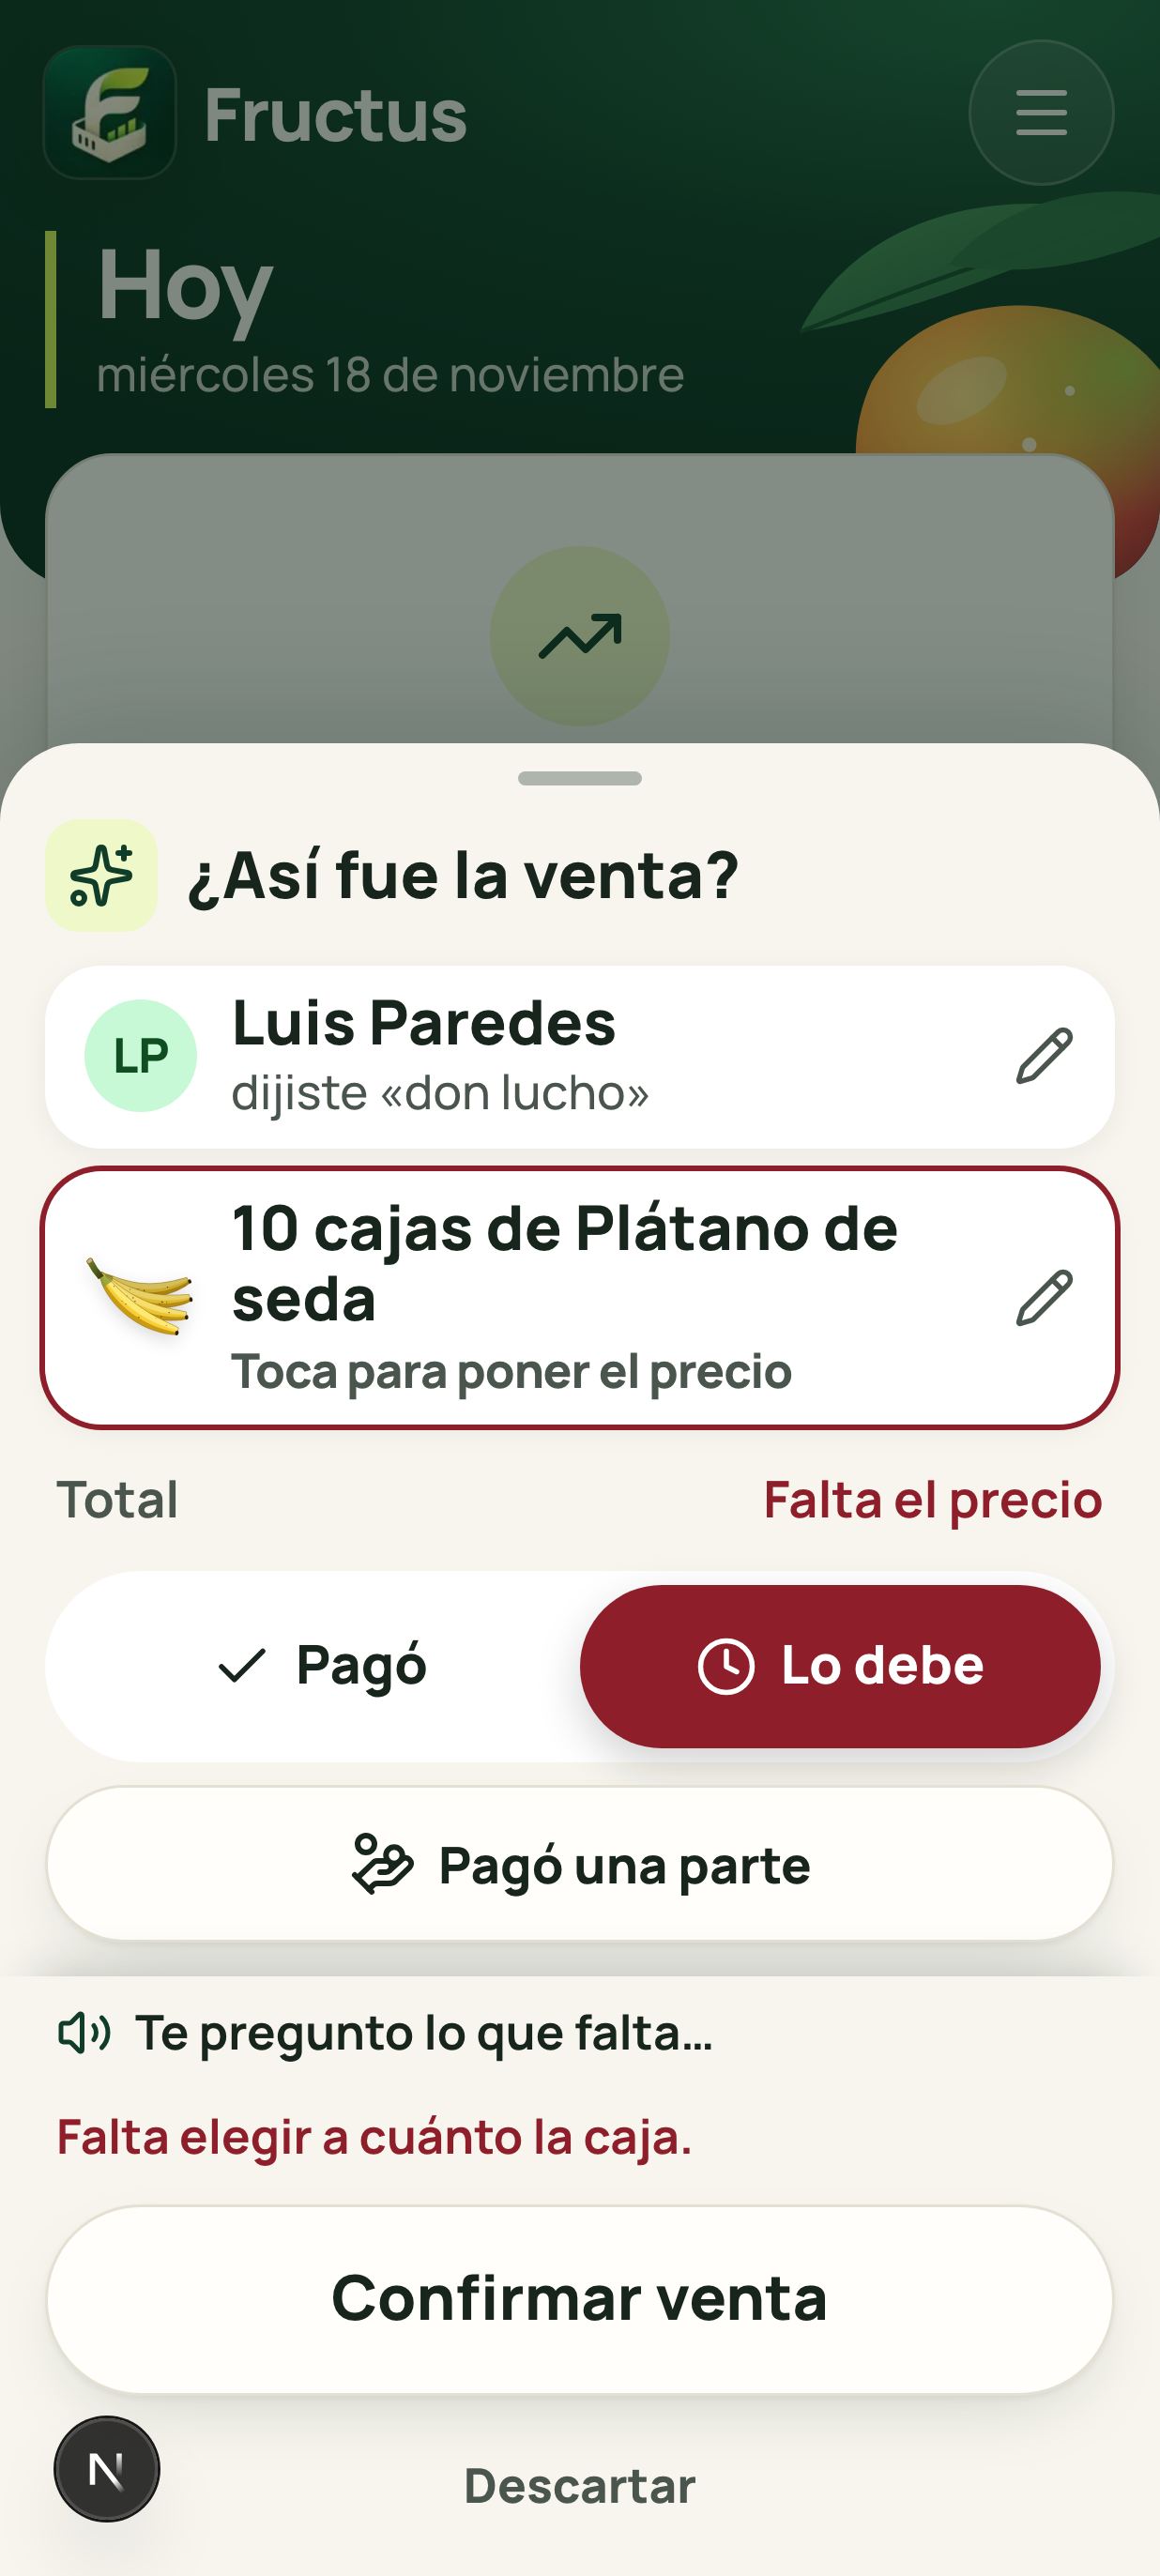 Fructus
Hoy
miércoles 18 de noviembre
¿Así fue la venta?
LP
Luis Paredes
dijiste «don lucho»
10 cajas de Plátano de
seda
Toca para poner el precio
Total
Falta el precio
Pagó
Lo debe
Pagó una parte
Te pregunto lo que falta...
Falta elegir a cuánto la caja.
Confirmar venta
N
Descartar